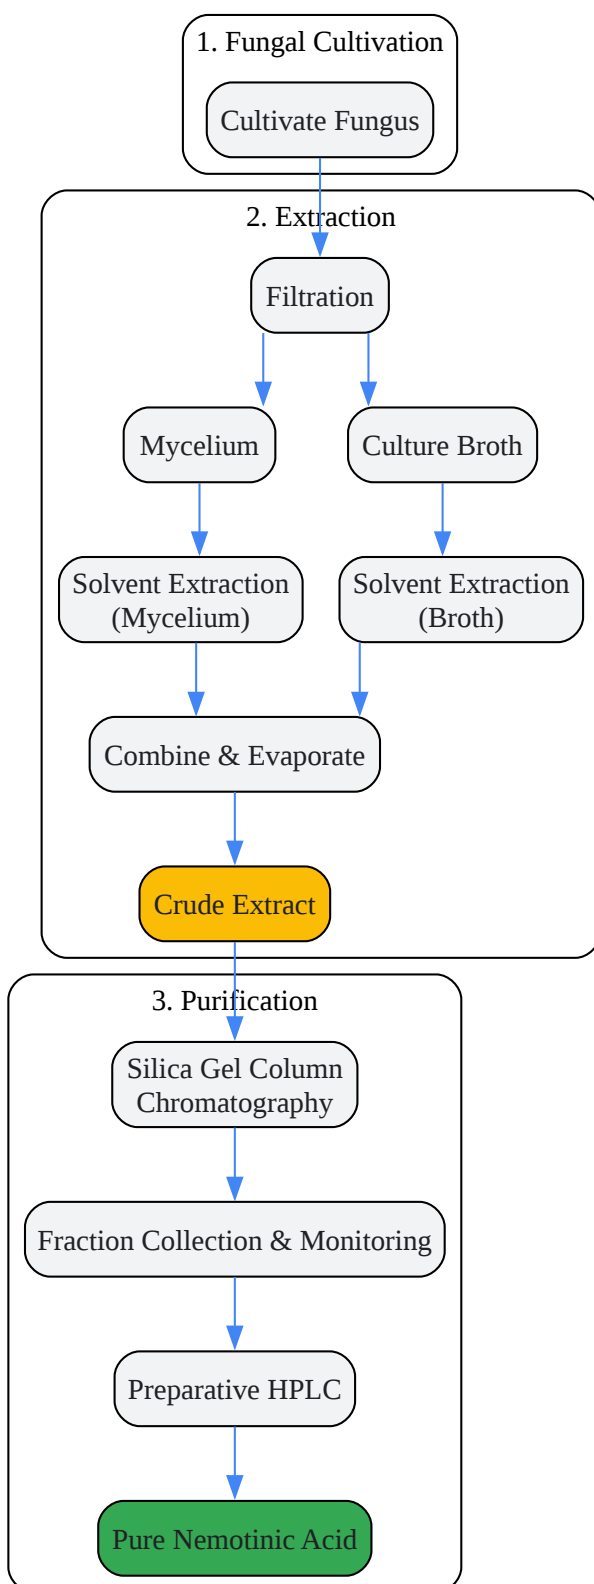 1. Fungal Cultivation
Cultivate Fungus
2. Extraction
Filtration
Mycelium
Culture Broth
Solvent Extraction
(Mycelium)
Solvent Extraction
(Broth)
Combine & Evaporate
Crude Extract
3. Purification
Silica Gel Column
Chromatography
Fraction Collection & Monitoring
Preparative HPLC
Pure Nemotinic Acid